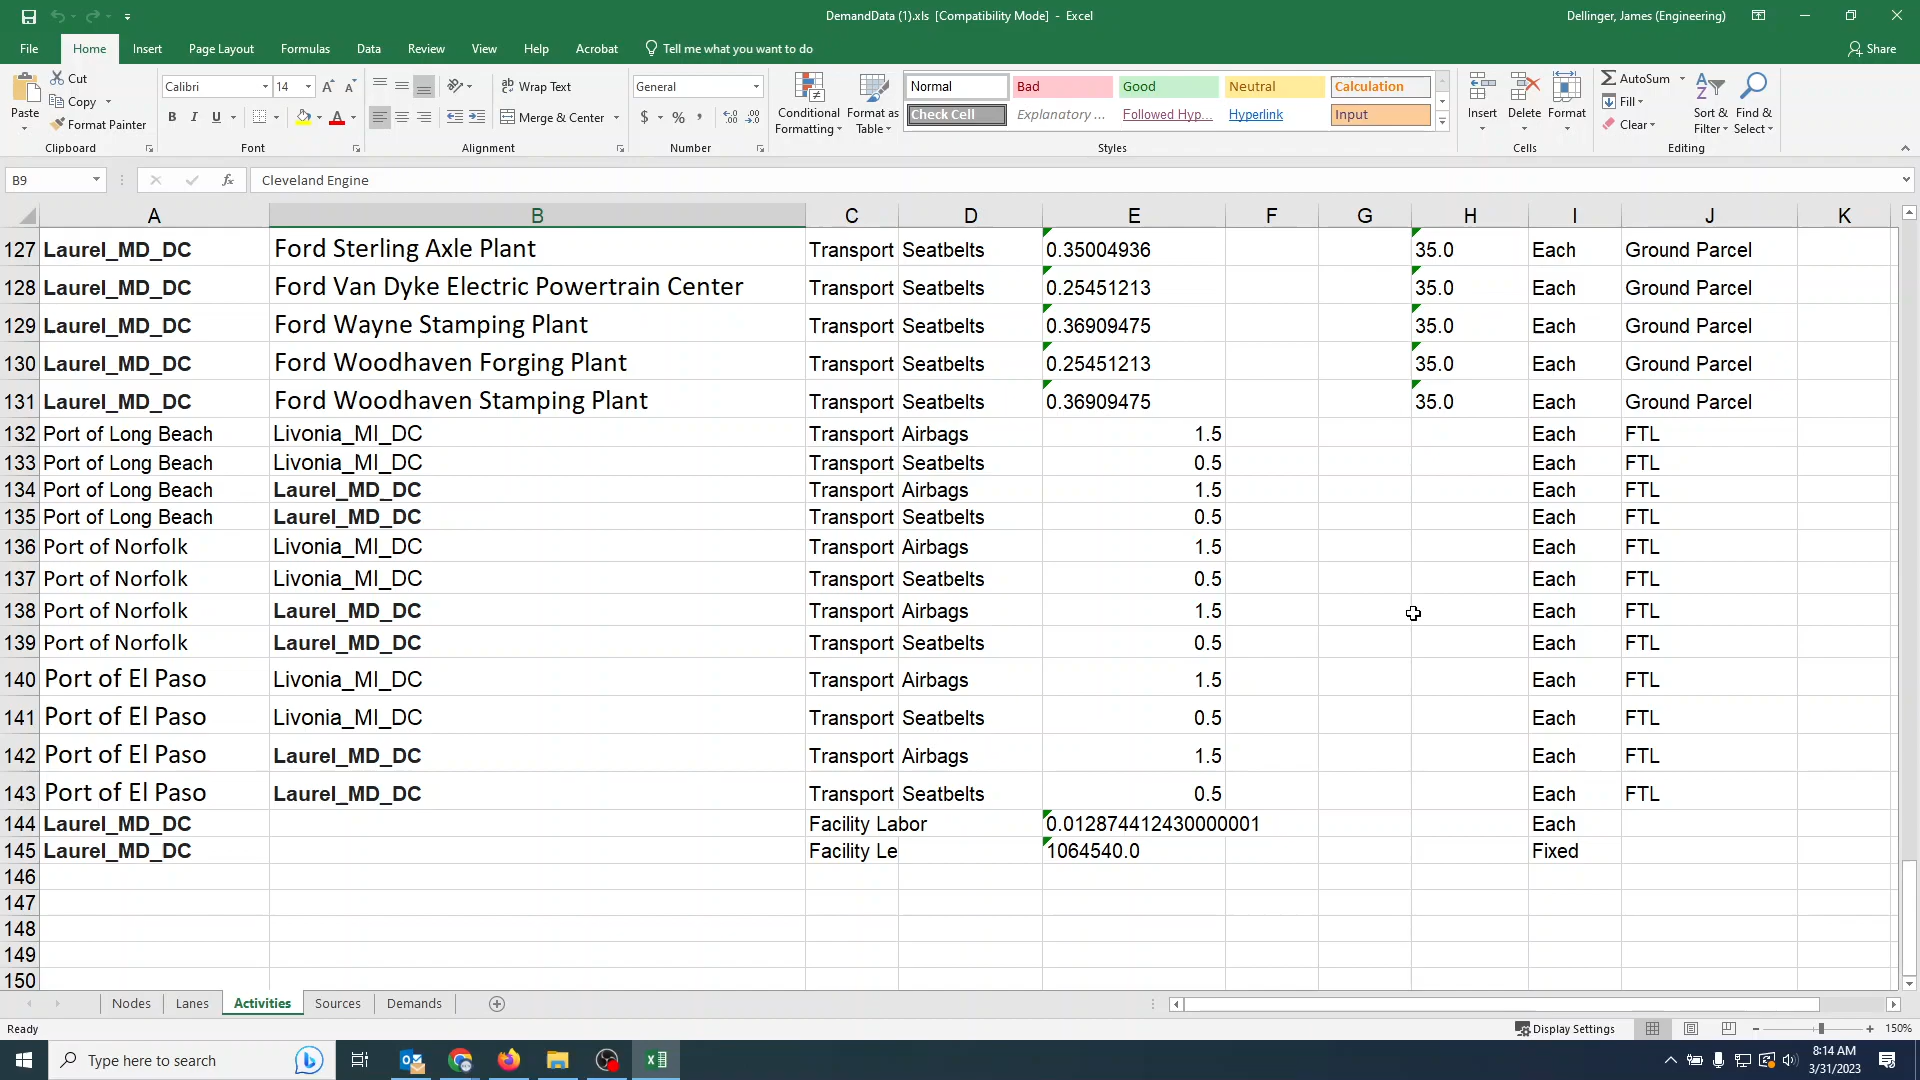 DemandData (1).xls [Compatibility Mode] - Excel
Dellinger, James (Engineering)
File Home Insert Page Layout Formulas Data Review View Help Acrobat Tell me what you want to do Share
Paste
Cut
Copy
Format Painter
Clipboard
Calibri 14
B I U
Font
Wrap Text
Merge & Center
Alignment
General
$ % ,
Number
Conditional Formatting
Format as Table
Normal Bad Good Neutral Calculation
Check Cell Explanatory ... Followed Hyp... Hyperlink Input
Styles
Insert Delete Format
Cells
AutoSum
Fill
Clear
Sort & Filter
Find & Select
Editing
B9 fx Cleveland Engine
A B C D E F G H I J K
127 Laurel_MD_DC Ford Sterling Axle Plant Transport Seatbelts 0.35004936 35.0 Each Ground Parcel
128 Laurel_MD_DC Ford Van Dyke Electric Powertrain Center Transport Seatbelts 0.25451213 35.0 Each Ground Parcel
129 Laurel_MD_DC Ford Wayne Stamping Plant Transport Seatbelts 0.36909475 35.0 Each Ground Parcel
130 Laurel_MD_DC Ford Woodhaven Forging Plant Transport Seatbelts 0.25451213 35.0 Each Ground Parcel
131 Laurel_MD_DC Ford Woodhaven Stamping Plant Transport Seatbelts 0.36909475 35.0 Each Ground Parcel
132 Port of Long Beach Livonia_MI_DC Transport Airbags 1.5 Each FTL
133 Port of Long Beach Livonia_MI_DC Transport Seatbelts 0.5 Each FTL
134 Port of Long Beach Laurel_MD_DC Transport Airbags 1.5 Each FTL
135 Port of Long Beach Laurel_MD_DC Transport Seatbelts 0.5 Each FTL
136 Port of Norfolk Livonia_MI_DC Transport Airbags 1.5 Each FTL
137 Port of Norfolk Livonia_MI_DC Transport Seatbelts 0.5 Each FTL
138 Port of Norfolk Laurel_MD_DC Transport Airbags 1.5 Each FTL
139 Port of Norfolk Laurel_MD_DC Transport Seatbelts 0.5 Each FTL
140 Port of El Paso Livonia_MI_DC Transport Airbags 1.5 Each FTL
141 Port of El Paso Livonia_MI_DC Transport Seatbelts 0.5 Each FTL
142 Port of El Paso Laurel_MD_DC Transport Airbags 1.5 Each FTL
143 Port of El Paso Laurel_MD_DC Transport Seatbelts 0.5 Each FTL
144 Laurel_MD_DC Facility Labor 0.012874412430000001 Each
145 Laurel_MD_DC Facility Le 1064540.0 Fixed
146
147
148
149
150
Nodes Lanes Activities Sources Demands
Ready Display Settings 150%
Type here to search
8:14 AM
3/31/2023